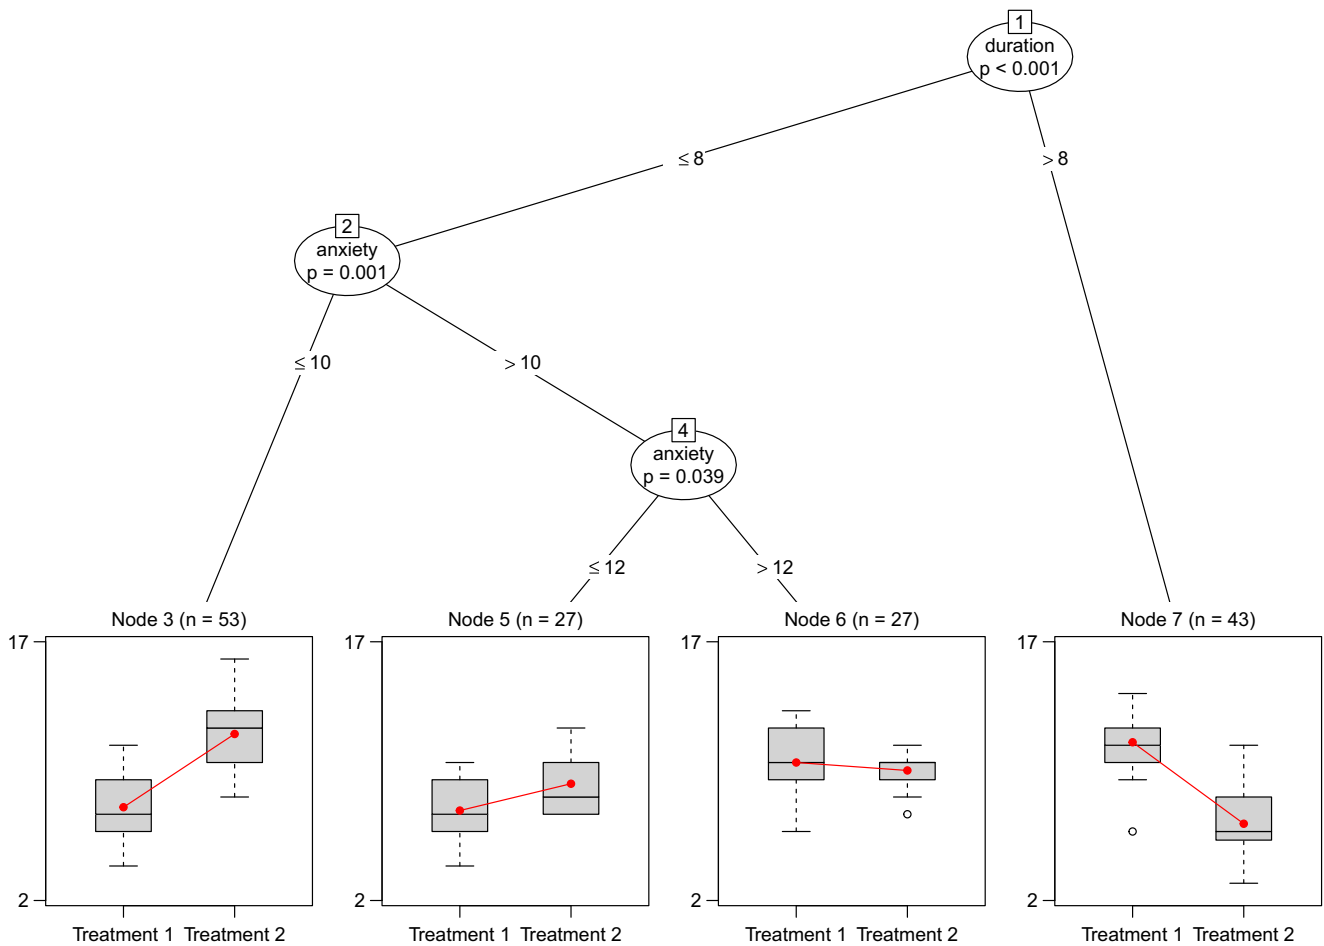 1
duration
p < 0.001
≤ 8
> 8
2
anxiety
p = 0.001
≤ 10
> 10
4
anxiety
p = 0.039
≤ 12
> 12
Node 3 (n = 53)
17
2
Treatment 1 Treatment 2
Node 5 (n = 27)
17
2
Treatment 1 Treatment 2
Node 6 (n = 27)
17
2
Treatment 1 Treatment 2
Node 7 (n = 43)
17
2
Treatment 1 Treatment 2